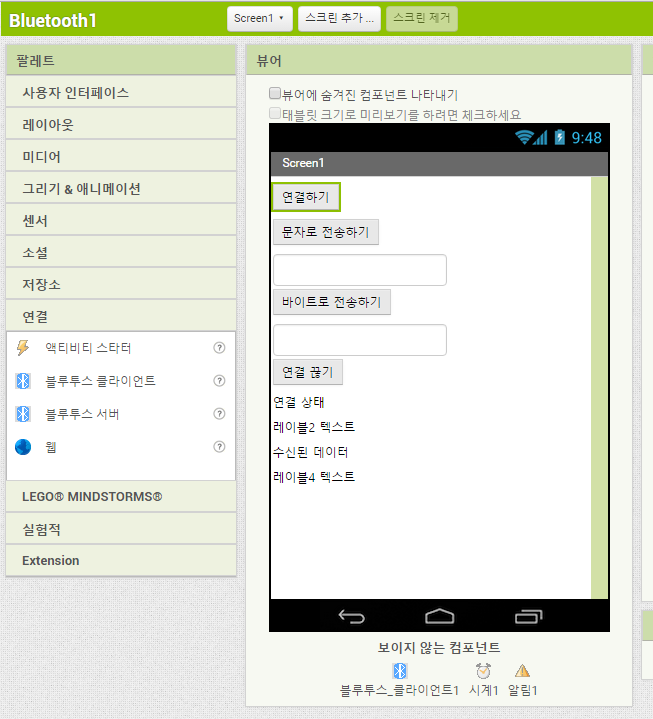 Bluetooth1
Screen1 ▾ 스크린 추가 ... 스크린 제거
팔레트
사용자 인터페이스
레이아웃
미디어
그리기 & 애니메이션
센서
소셜
저장소
연결
액티비티 스타터 ?
블루투스 클라이언트 ?
블루투스 서버 ?
웹 ?
LEGO® MINDSTORMS®
실험적
Extension
뷰어
뷰어에 숨겨진 컴포넌트 나타내기
태블릿 크기로 미리보기를 하려면 체크하세요
9:48
Screen1
연결하기
문자로 전송하기
바이트로 전송하기
연결 끊기
연결 상태
레이블2 텍스트
수신된 데이터
레이블4 텍스트
보이지 않는 컴포넌트
블루투스_클라이언트1 시계1 알림1